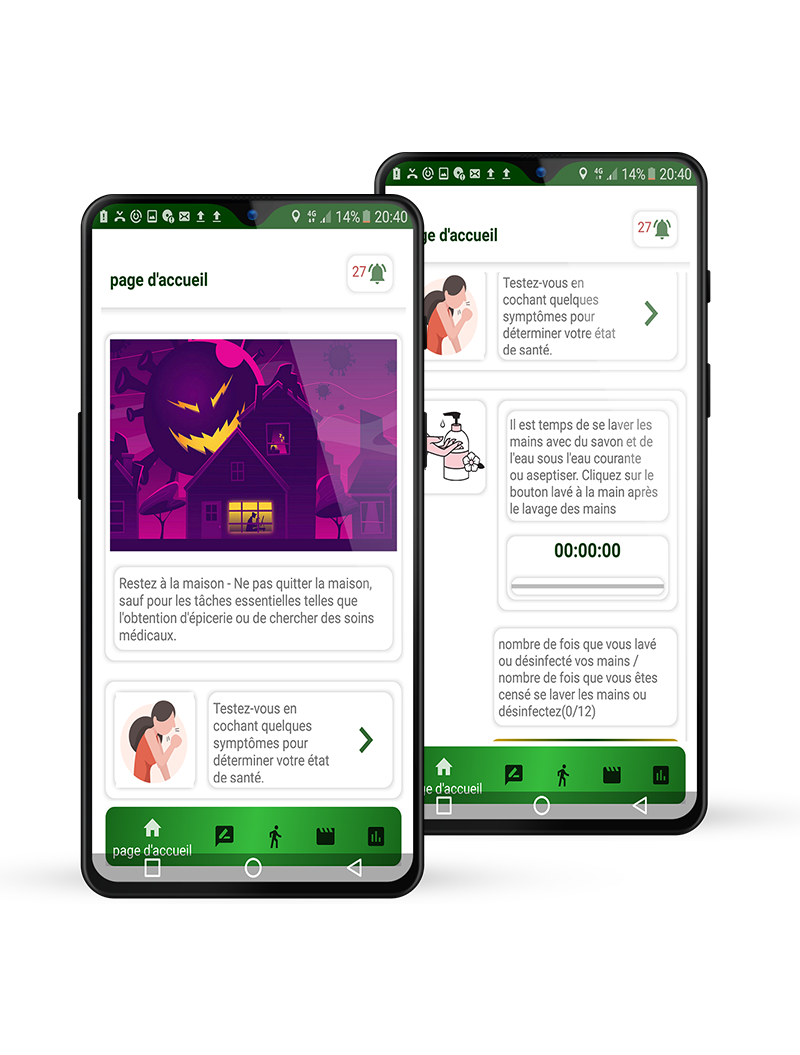 4G 14% 20:40
page d'accueil
27
Restez à la maison - Ne pas quitter la maison,
sauf pour les tâches essentielles telles que
l'obtention d'épicerie ou de chercher des soins
médicaux.
Testez-vous en
cochant quelques
symptômes pour
déterminer votre état
de santé.
page d'accueil
4G 14% 20:40
ge d'accueil
27
Testez-vous en
cochant quelques
symptômes pour
déterminer votre état
de santé.
Il est temps de se laver les
mains avec du savon et de
l'eau sous l'eau courante
ou aseptiser. Cliquez sur le
bouton lavé à la main après
le lavage des mains
00:00:00
nombre de fois que vous lavé
ou désinfecté vos mains /
nombre de fois que vous êtes
censé se laver les mains ou
désinfectez(0/12)
ge d'accueil